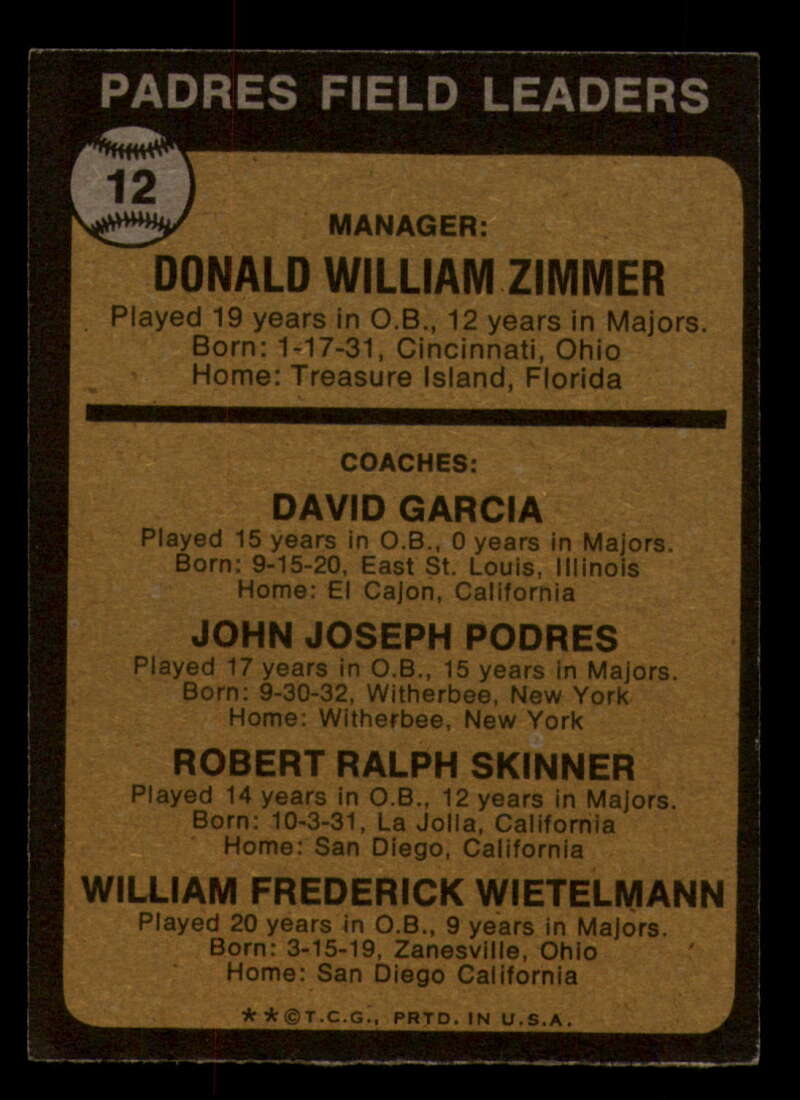 PADRES FIELD LEADERS
12
MANAGER:
DONALD WILLIAM ZIMMER
Played 19 years in O.B., 12 years in Majors.
Born: 1-17-31, Cincinnati, Ohio
Home: Treasure Island, Florida
COACHES:
DAVID GARCIA
Played 15 years in O.B., 0 years in Majors.
Born: 9-15-20, East St. Louis, Illinois
Home: El Cajon, California
JOHN JOSEPH PODRES
Played 17 years in O.B., 15 years in Majors.
Born: 9-30-32, Witherbee, New York
Home: Witherbee, New York
ROBERT RALPH SKINNER
Played 14 years in O.B., 12 years in Majors.
Born: 10-3-31, La Jolla, California
Home: San Diego, California
WILLIAM FREDERICK WIETELMANN
Played 20 years in O.B., 9 years in Majors.
Born: 3-15-19, Zanesville, Ohio
Home: San Diego California
**©T.C.G., PRTD. IN U.S.A.